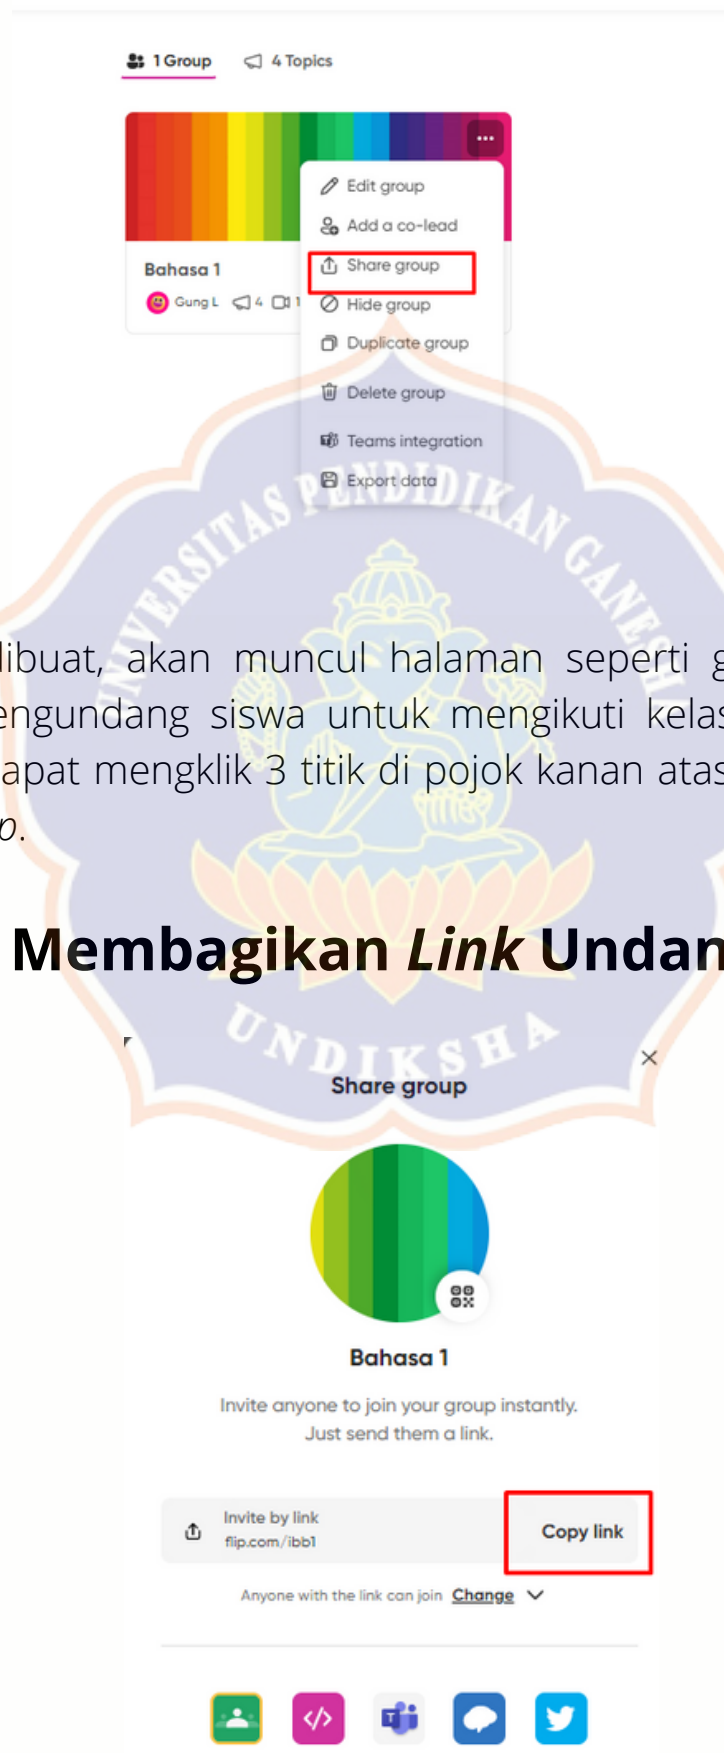 1 Group 4 Topics
Edit group
Add a co-lead
Share group
Hide group
Duplicate group
Delete group
Teams integration
Export data
Bahasa 1
Gung L 4 1
UNIVERSITAS PENDIDIKAN GANESH
dibuat, akan muncul halaman seperti g
engundang siswa untuk mengikuti kelas
apat mengklik 3 titik di pojok kanan atas
p.
Membagikan Link Undan
UNDIKSHA
Share group
Bahasa 1
Invite anyone to join your group instantly.
Just send them a link.
Invite by link
flip.com/ibb1
Copy link
Anyone with the link can join Change